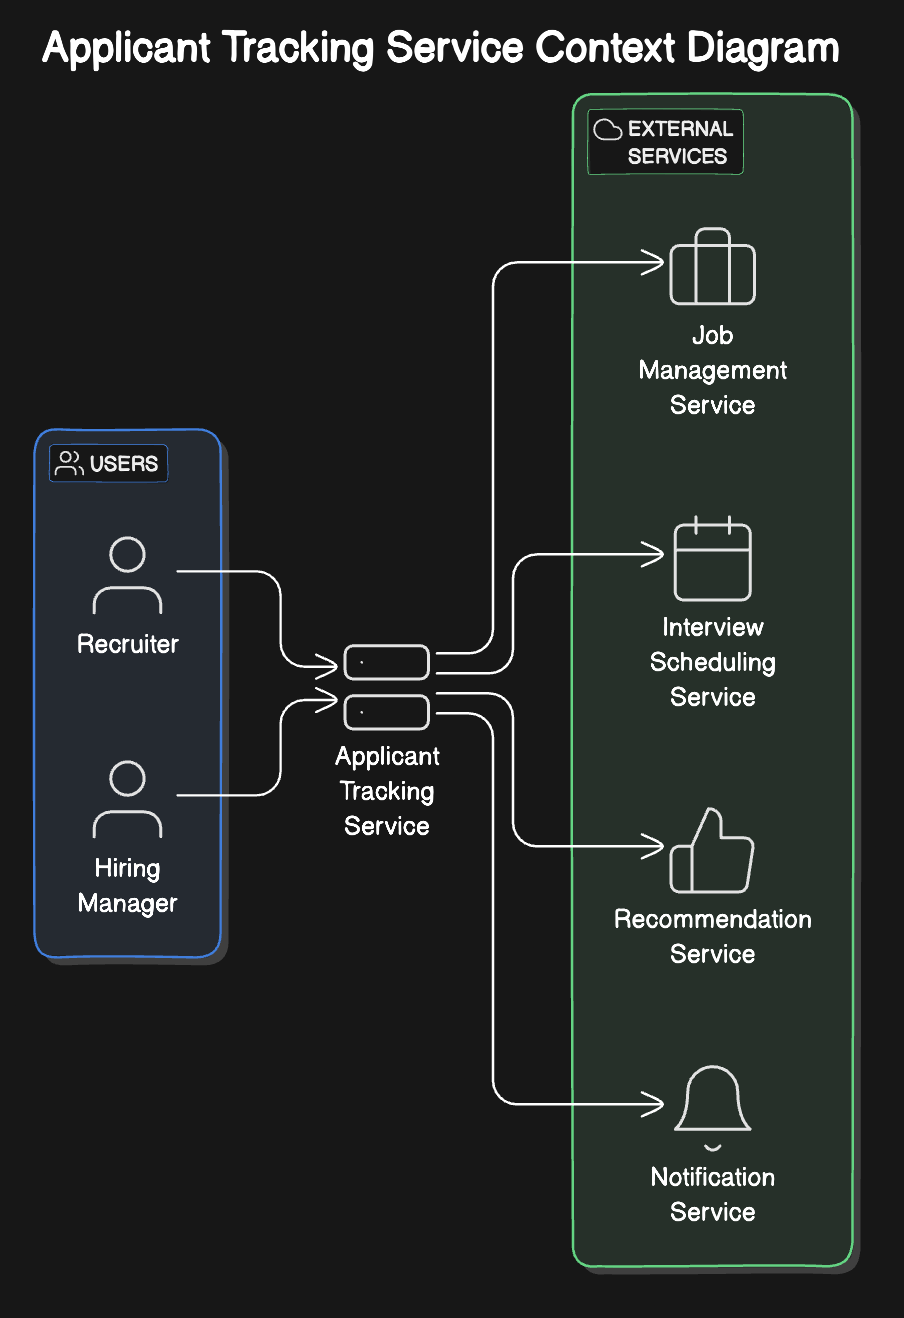 Applicant Tracking Service Context Diagram
EXTERNAL
SERVICES
Job
Management
Service
USERS
Recruiter
Interview
Scheduling
Service
Applicant
Tracking
Service
Hiring
Manager
Recommendation
Service
Notification
Service